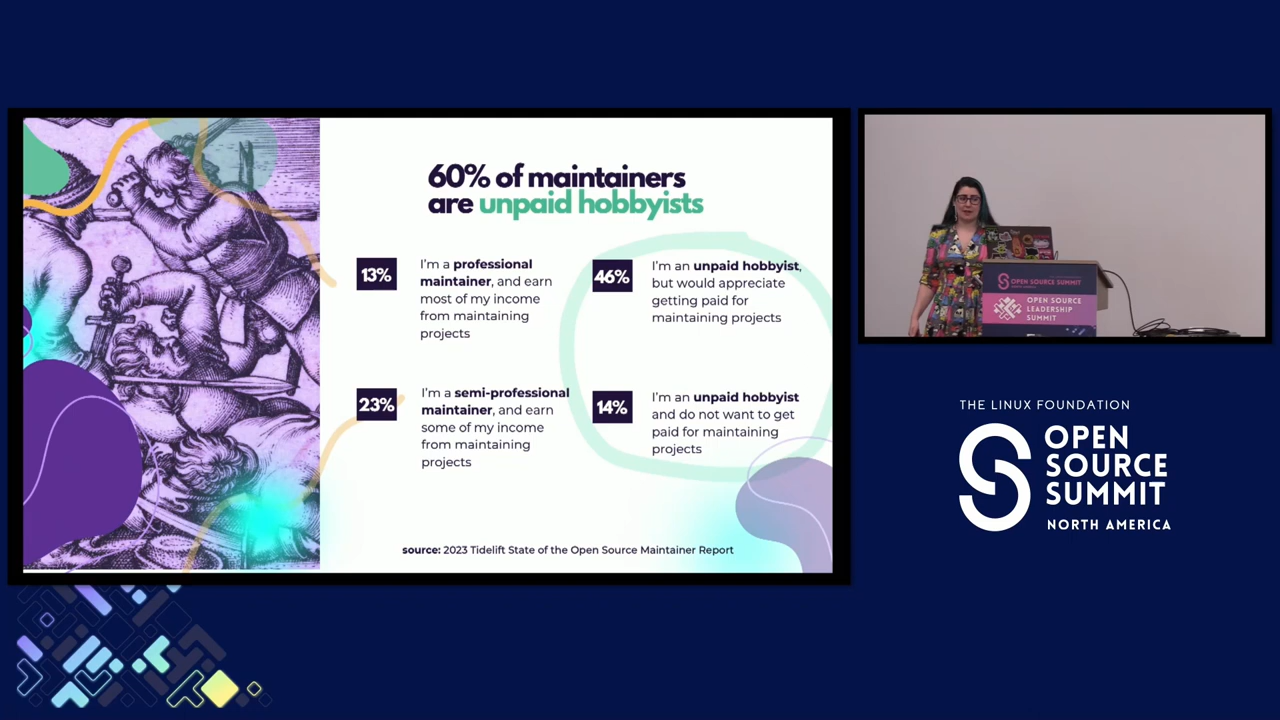 60% of maintainers
are unpaid hobbyists
13%
I'm a professional
maintainer, and earn
most of my income
from maintaining
projects
46%
I'm an unpaid hobbyist,
but would appreciate
getting paid for
maintaining projects
23%
I'm a semi-professional
maintainer, and earn
some of my income
from maintaining
projects
14%
I'm an unpaid hobbyist
and do not want to get
paid for maintaining
projects
source: 2023 Tidelift State of the Open Source Maintainer Report
OPEN SOURCE SUMMIT
OPEN SOURCE
LEADERSHIP
SUMMIT
THE LINUX FOUNDATION
OPEN
SOURCE
SUMMIT
NORTH AMERICA